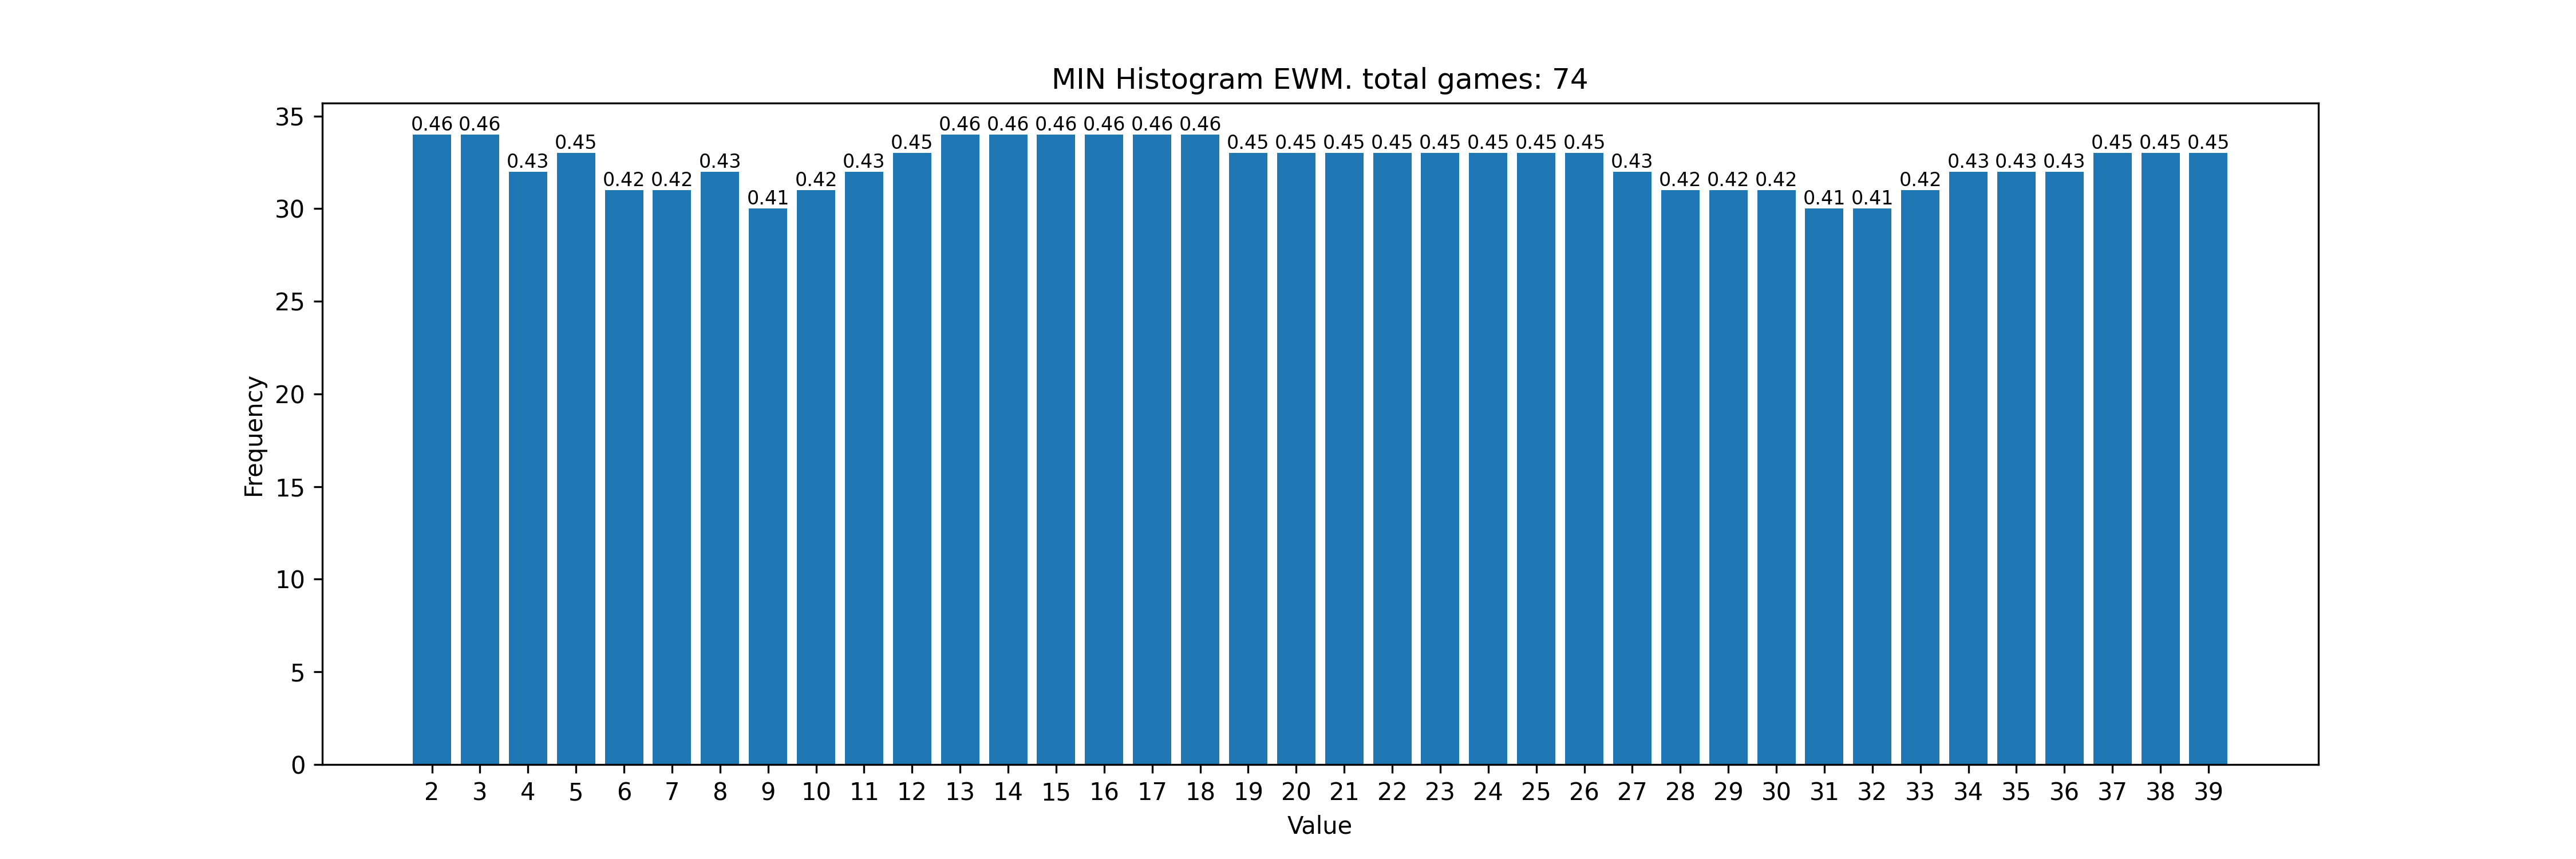 MIN Histogram EWM. total games: 74
35
30
25
20
15
10
5
0
Frequency
0.46 0.46 0.43 0.45 0.42 0.42 0.43 0.41 0.42 0.43 0.45 0.46 0.46 0.46 0.46 0.46 0.46 0.45 0.45 0.45 0.45 0.45 0.45 0.45 0.45 0.43 0.42 0.42 0.42 0.41 0.41 0.42 0.43 0.43 0.43 0.45 0.45 0.45
2 3 4 5 6 7 8 9 10 11 12 13 14 15 16 17 18 19 20 21 22 23 24 25 26 27 28 29 30 31 32 33 34 35 36 37 38 39
Value